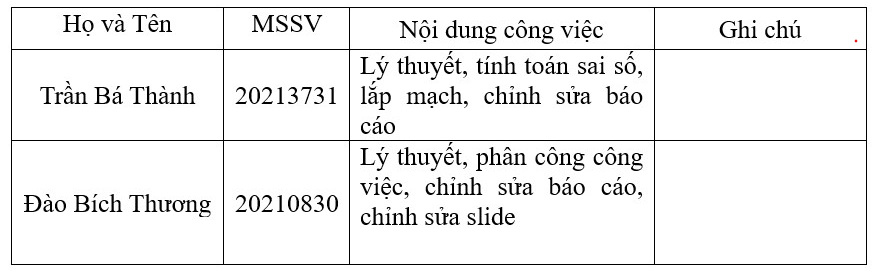 Họ và Tên MSSV Nội dung công việc Ghi chú
Lý thuyết, tính toán sai số,
Trần Bá Thành 20213731 lắp mạch, chỉnh sửa báo
cáo
Lý thuyết, phân công công
việc, chỉnh sửa báo cáo,
Đào Bích Thương 20210830 chỉnh sửa slide